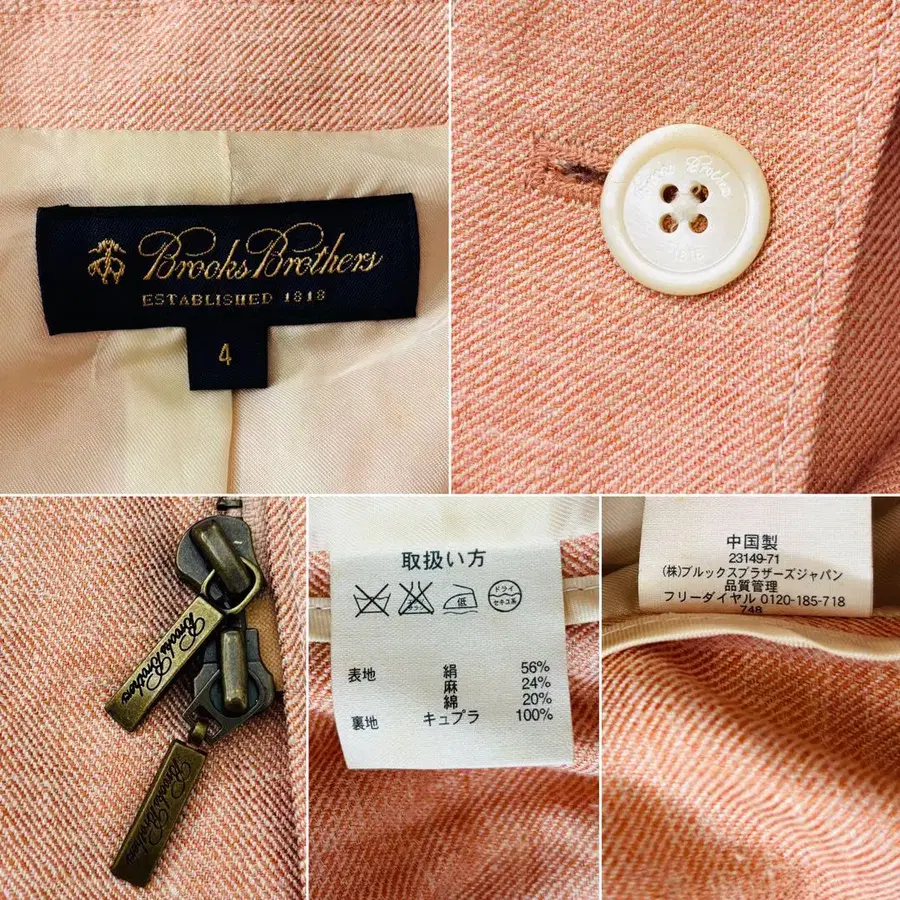 Brooks Brothers
ESTABLISHED 1818
4
Brothers
1818
Brooks Brothers
Brooks Brothers
取扱い方
低
ドライ
セキユ系
表地 絹 56%
麻 24%
綿 20%
裏地 キュプラ 100%
中国製
23149-71
(株)ブルックスブラザーズジャパン
品質管理
フリーダイヤル 0120-185-718
748